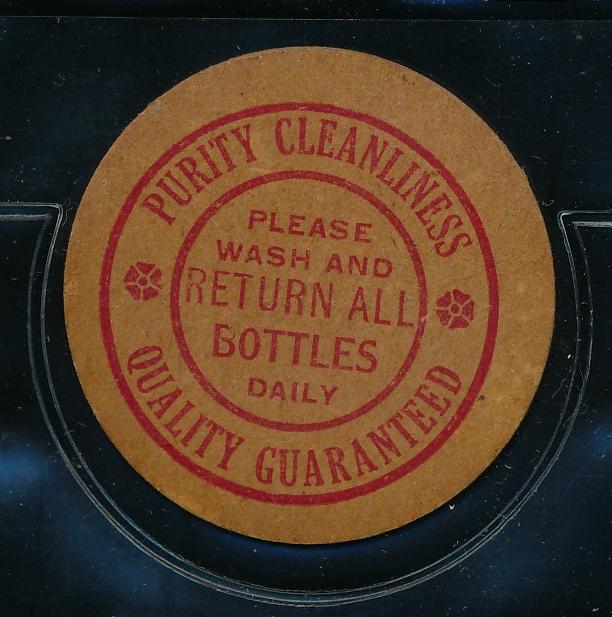 PURITY CLEANLINESS
PLEASE
WASH AND
RETURN ALL
BOTTLES
DAILY
QUALITY GUARANTEED